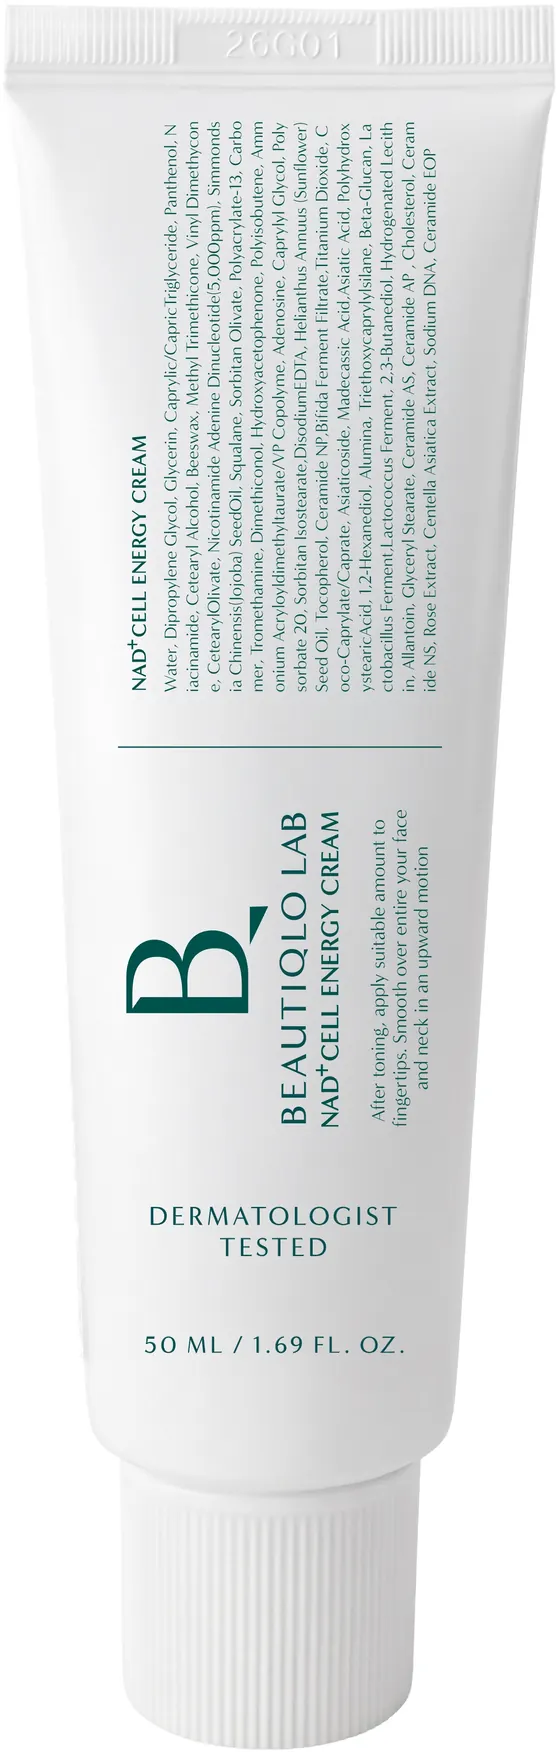 26G01
NAD⁺CELL ENERGY CREAM
Water, Dipropylene Glycol, Glycerin, Caprylic/Capric Triglyceride, Panthenol, N
iacinamide, Cetearyl Alcohol, Beeswax, Methyl Trimethicone, Vinyl Dimethycon
e, CetearylOlivate, Nicotinamide Adenine Dinucleotide(5,000ppm), Simmonds
ia Chinensis(Jojoba) SeedOil, Squalane, Sorbitan Olivate, Polyacrylate-13, Carbo
mer, Tromethamine, Dimethiconol, Hydroxyacetophenone, Polyisobutene, Amm
onium Acryloyldimethyltaurate/VP Copolyme, Adenosine, Caprylyl Glycol, Poly
sorbate 20, Sorbitan Isostearate,DisodiumEDTA, Helianthus Annuus (Sunflower)
Seed Oil, Tocopherol, Ceramide NP,Bifida Ferment Filtrate,Titanium Dioxide, C
oco-Caprylate/Caprate, Asiaticoside, Madecassic Acid,Asiatic Acid, Polyhydrox
ystearicAcid, 1,2-Hexanediol, Alumina, Triethoxycaprylylsilane, Beta-Glucan, La
ctobacillus Ferment,Lactococcus Ferment, 2,3-Butanediol, Hydrogenated Lecith
in, Allantoin, Glyceryl Stearate, Ceramide AS, Ceramide AP , Cholesterol, Ceram
ide NS, Rose Extract, Centella Asiatica Extract, Sodium DNA, Ceramide EOP
B
BEAUTIQLO LAB
NAD⁺CELL ENERGY CREAM
After toning, apply suitable amount to
fingertips. Smooth over entire your face
and neck in an upward motion
DERMATOLOGIST
TESTED
50 ML / 1.69 FL. OZ.